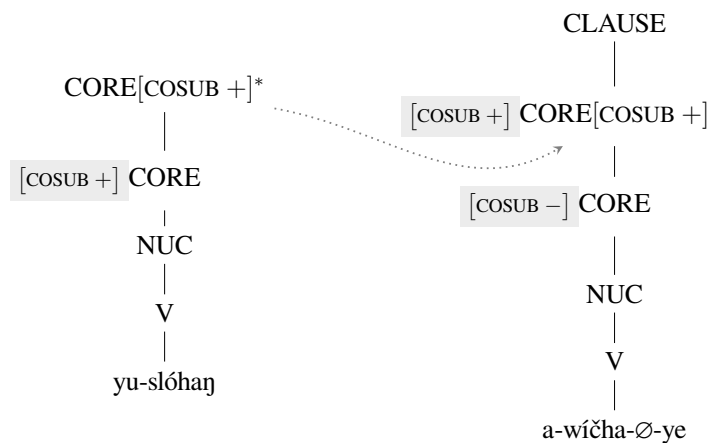 CLAUSE
CORE[COSUB +]*
[COSUB +] CORE[COSUB +]
[COSUB +] CORE
[COSUB −] CORE
NUC
NUC
V
V
yu-slóhaŋ
a-wíčha-∅-ye